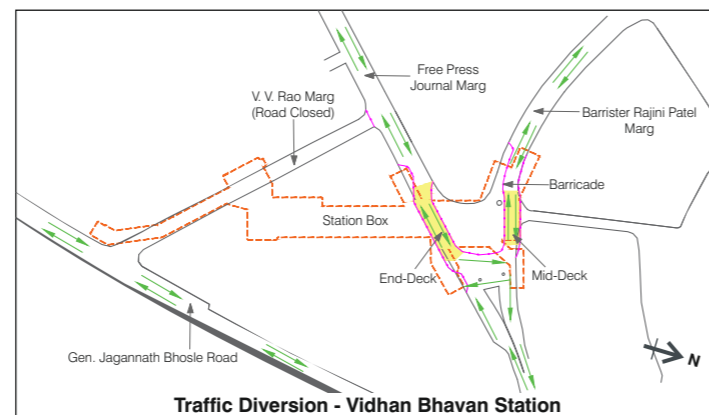 Free Press
Journal Marg
V. V. Rao Marg
(Road Closed)
Barrister Rajini Patel
Marg
Barricade
Station Box
End-Deck
Mid-Deck
Gen. Jagannath Bhosle Road
N
Traffic Diversion - Vidhan Bhavan Station